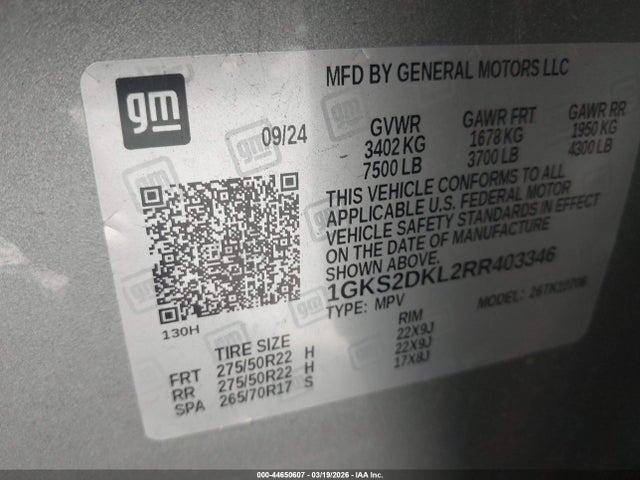 gm
MFD BY GENERAL MOTORS LLC
09/24
GVWR GAWR FRT GAWR RR
3402 KG 1678 KG 1950 KG
7500 LB 3700 LB 4300 LB
THIS VEHICLE CONFORMS TO ALL
APPLICABLE U.S. FEDERAL MOTOR
VEHICLE SAFETY STANDARDS IN EFFECT
ON THE DATE OF MANUFACTURE
SHOWN ABOVE.
1GKS2DKL2RR403346
TYPE: MPV MODEL:
130H
TIRE SIZE RIM
FRT 275/50R22 H 22X9J
RR 275/50R22 H 22X9J
SPA 265/70R17 S 17X8J
000-44650607 - 03/19/2026 - IAA Inc.